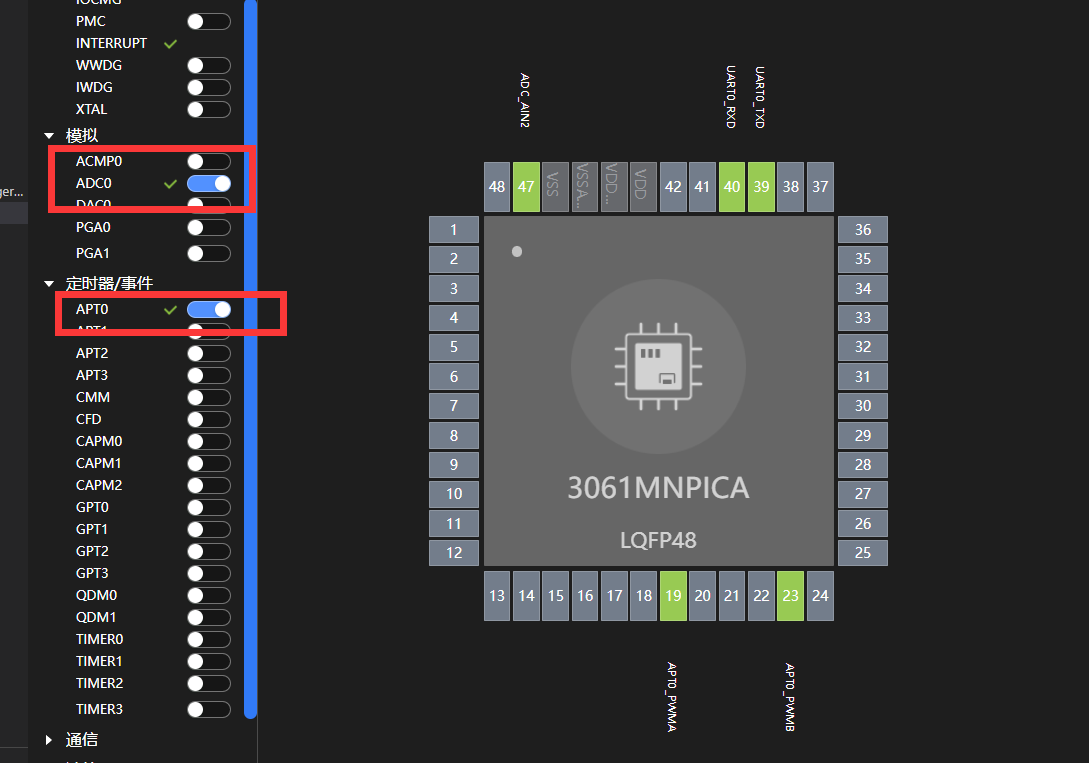 PMC
INTERRUPT
WWDG
IWDG
XTAL
模拟
ACMP0
ADC0
DAC0
PGA0
PGA1
定时器/事件
APT0
APT1
APT2
APT3
CMM
CFD
CAPM0
CAPM1
CAPM2
GPT0
GPT1
GPT2
GPT3
QDM0
QDM1
TIMER0
TIMER1
TIMER2
TIMER3
通信
ger...
ADC_AIN2
UART0_RXD
UART0_TXD
48 47 VSS VSSA... VDD... VDD 42 41 40 39 38 37
1
2
3
4
5
6
7
8
9
10
11
12
36
35
34
33
32
31
30
29
28
27
26
25
3061MNPICA
LQFP48
13 14 15 16 17 18 19 20 21 22 23 24
APT0_PWMA
APT0_PWMB